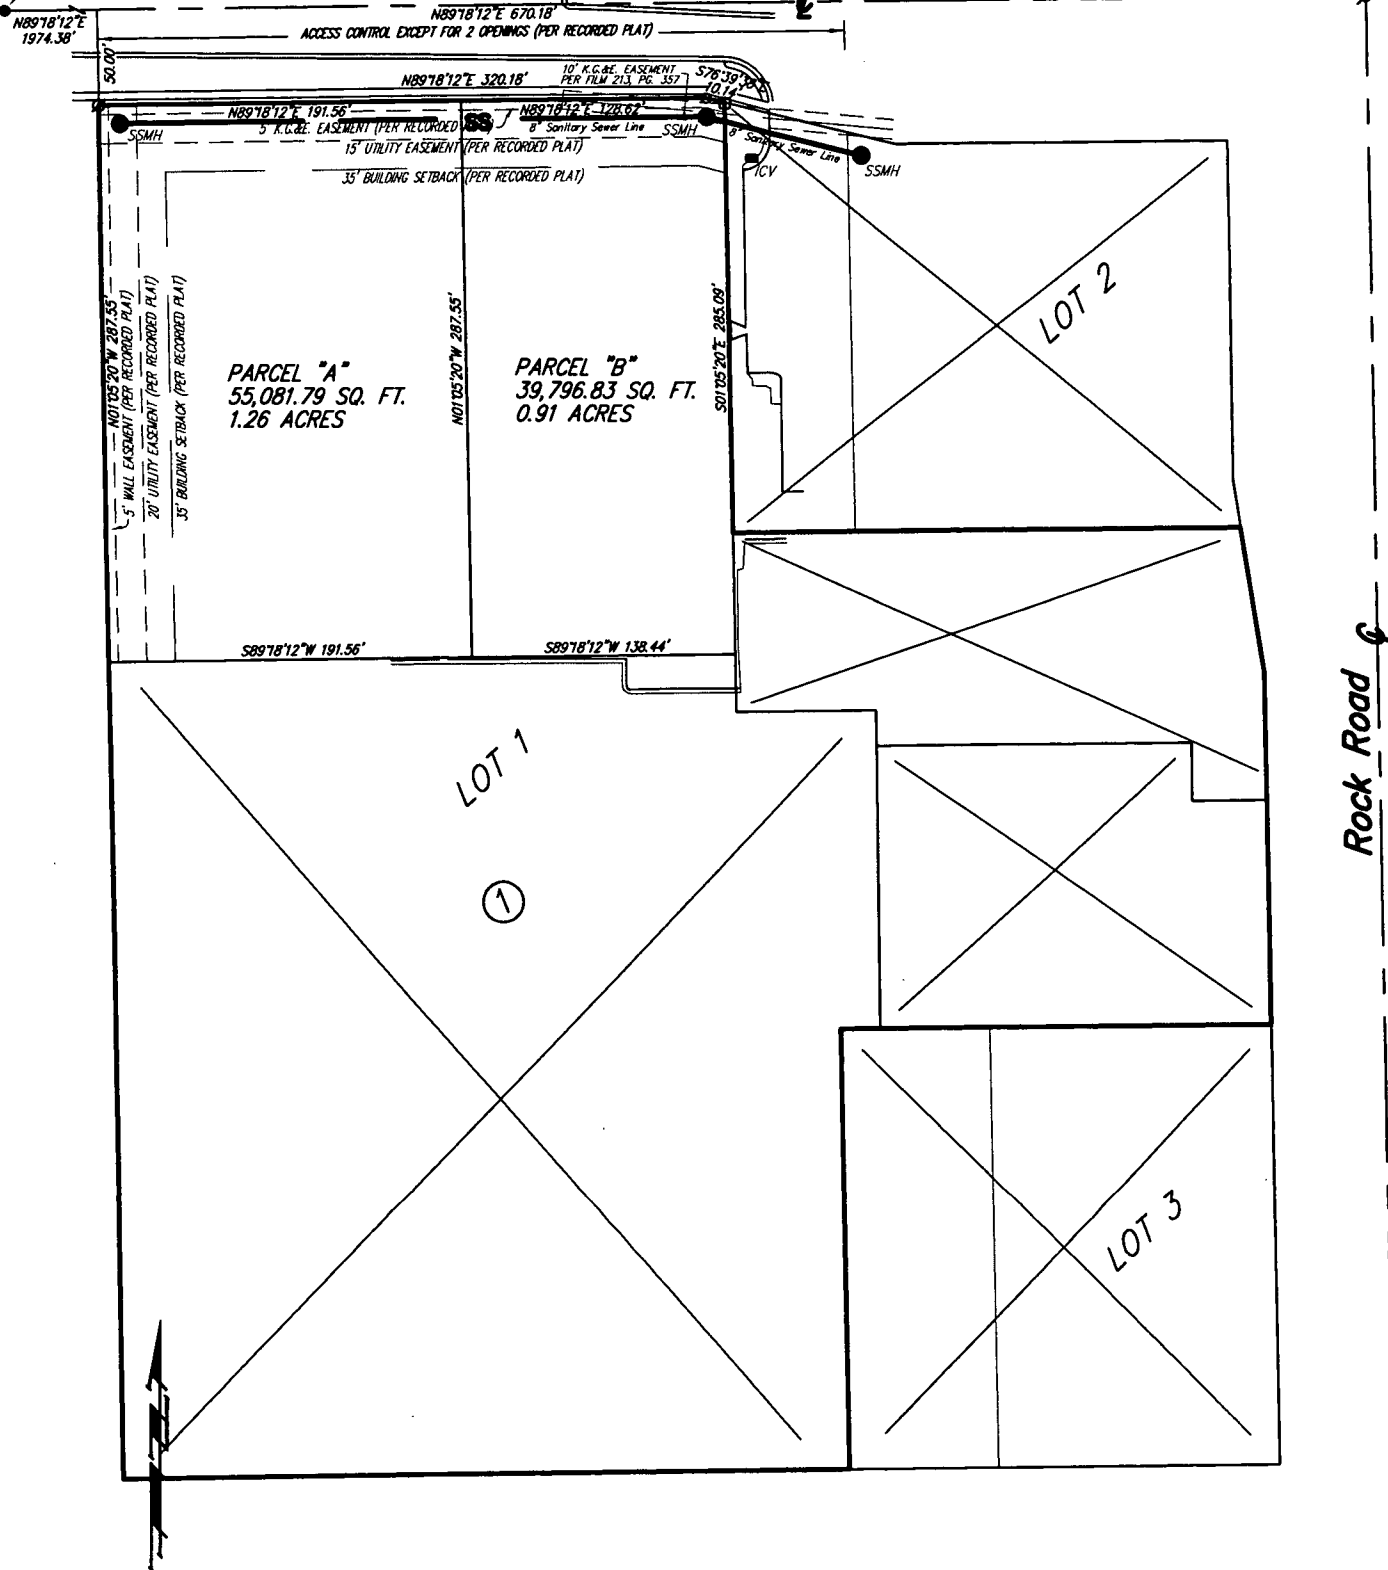 N89°18'12"E
1974.38'
N89°18'12"E 670.18'
ACCESS CONTROL EXCEPT FOR 2 OPENINGS (PER RECORDED PLAT)
50.00'
N89°18'12"E 320.18'
10' K.G.&E. EASEMENT
PER FILM 213, PG. 357
10.14'
N89°18'12"E 191.56'
N89°18'12"E 128.62'
SSMH
5' K.G.&E. EASEMENT (PER RECORDED
SS
8" Sanitary Sewer Line
SSMH
8" Sanitary Sewer Line
SSMH
15' UTILITY EASEMENT (PER RECORDED PLAT)
35' BUILDING SETBACK (PER RECORDED PLAT)
ICV
N01°05'20"W 287.55'
5' WALL EASEMENT (PER RECORDED PLAT)
20' UTILITY EASEMENT (PER RECORDED PLAT)
35' BUILDING SETBACK (PER RECORDED PLAT)
PARCEL "A"
55,081.79 SQ. FT.
1.26 ACRES
N01°05'20"W 287.55'
PARCEL "B"
39,796.83 SQ. FT.
0.91 ACRES
S01°05'20"E 285.09'
LOT 2
S89°18'12"W 191.56'
S89°18'12"W 138.44'
LOT 1
1
Rock Road
LOT 3